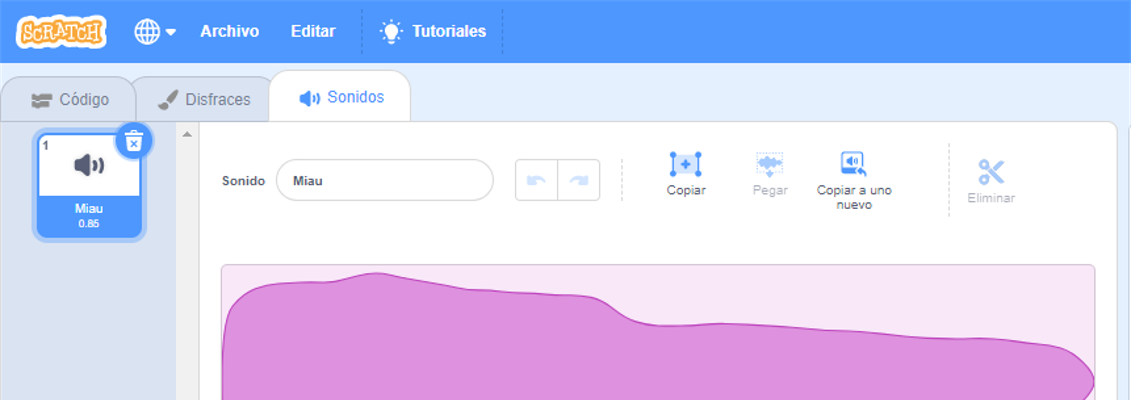 SCRATCH Archivo Editar Tutoriales
Código Disfraces Sonidos
1
Miau
0.85
Sonido Miau
Copiar Pegar Copiar a uno
nuevo
Eliminar